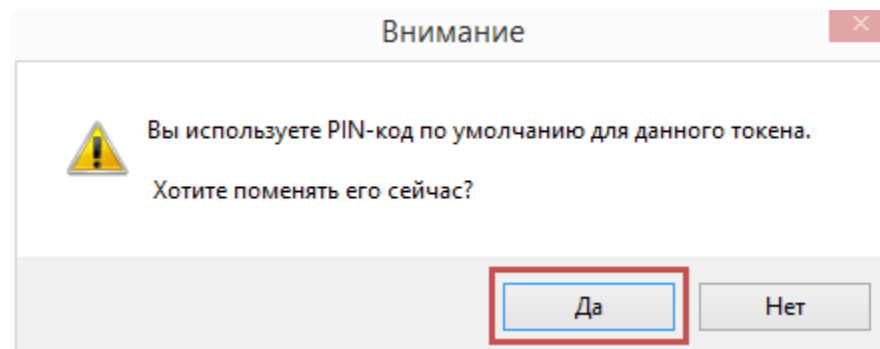 Внимание
Вы используете PIN-код по умолчанию для данного токена.
Хотите поменять его сейчас?
Да
Нет